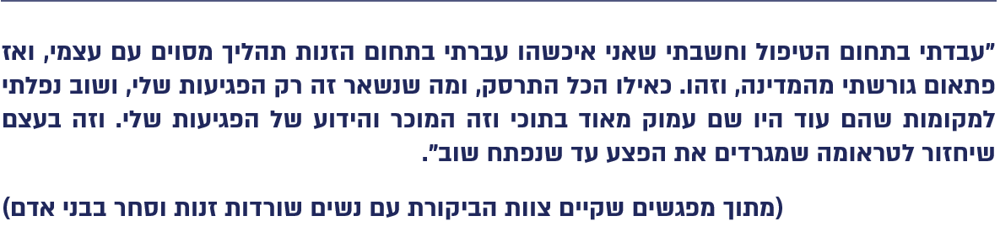 "עבדתי בתחום הטיפול וחשבתי שאני איכשהו עברתי בתחום הזנות תהליך מסוים עם עצמי, ואז
פתאום גורשתי מהמדינה, וזהו. כאילו הכל התרסק, ומה שנשאר זה רק הפגיעות שלי, ושוב נפלתי
למקומות שהם עוד היו שם עמוק מאוד בתוכי וזה המוכר והידוע של הפגיעות שלי. וזה בעצם
שיחזור לטראומה שמגרדים את הפצע עד שנפתח שוב".
(מתוך מפגשים שקיים צוות הביקורת עם נשים שורדות זנות וסחר בבני אדם)